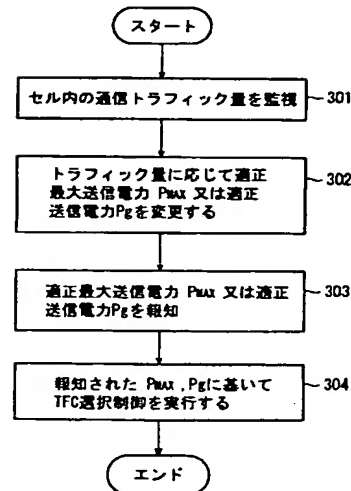 スタート
セル内の通信トラフィック量を監視
301
トラフィック量に応じて適正
最大送信電力 PMAX 又は適正
送信電力Pgを変更する
302
適正最大送信電力 PMAX 又は適正
送信電力Pgを報知
303
報知された PMAX ,Pgに基いて
TFC選択制御を実行する
304
エンド